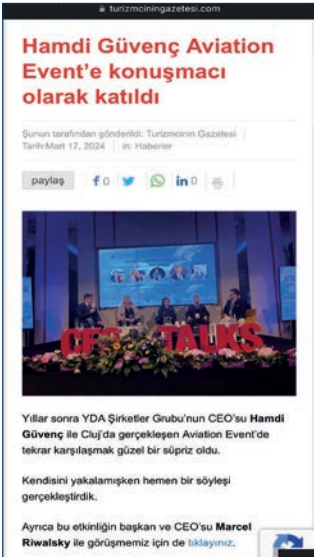 turizmciningazetesi.com
Hamdi Güvenç Aviation
Event'e konuşmacı
olarak katıldı
Sunun tarafından gönderildi: Turizmcinin Gazetesi
Tarih:Mart 17, 2024 in: Haberler
paylaş f 0 in 0
CEO TALKS
Yıllar sonra YDA Şirketler Grubu'nun CEO'su Hamdi
Güvenç ile Cluj'da gerçekleşen Aviation Event'de
tekrar karşılaşmak güzel bir süpriz oldu.
Kendisini yakalamışken hemen bir söyleşi
gerçekleştirdik.
Ayrıca bu etkinliğin başkan ve CEO'su Marcel
Riwalsky ile görüşmemiz için de tıklayınız.